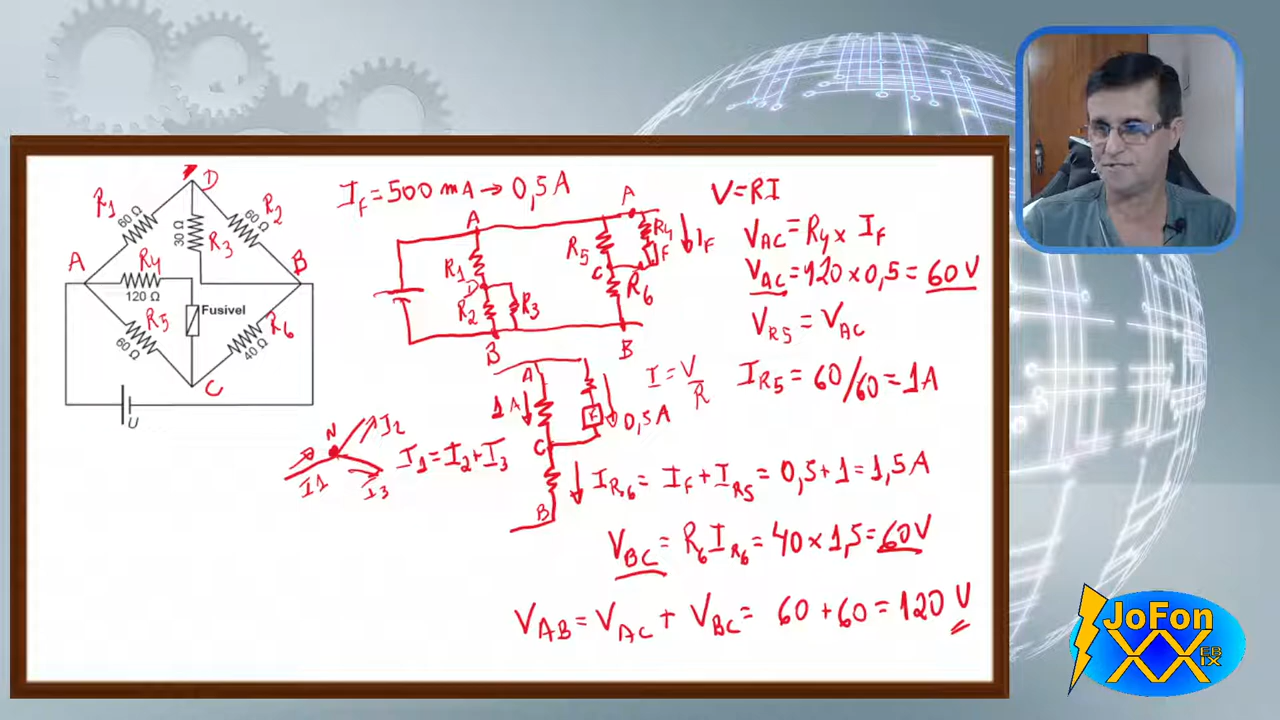 D
R1
60 Ω
R2
60 Ω
30 Ω
R3
A
R4
B
120 Ω
Fusível
R5
60 Ω
R6
40 Ω
C
U
IF = 500 mA → 0,5 A
A
A
R1
D
R2
R3
B
R5
R4
F
IF
C
R6
B
V=RI
VAC = R4 x IF
VAC = 120 x 0,5 = 60 V
VR5 = VAC
I = V/R
IR5 = 60/60 = 1A
A
1A
F
0,5A
C
B
N
I1
I2
I3
I1 = I2 + I3
IR6 = IF + IR5 = 0,5 + 1 = 1,5 A
VBC = R6 IR6 = 40 x 1,5 = 60V
VAB = VAC + VBC = 60 + 60 = 120 V
JoFon
XX
EB
IX